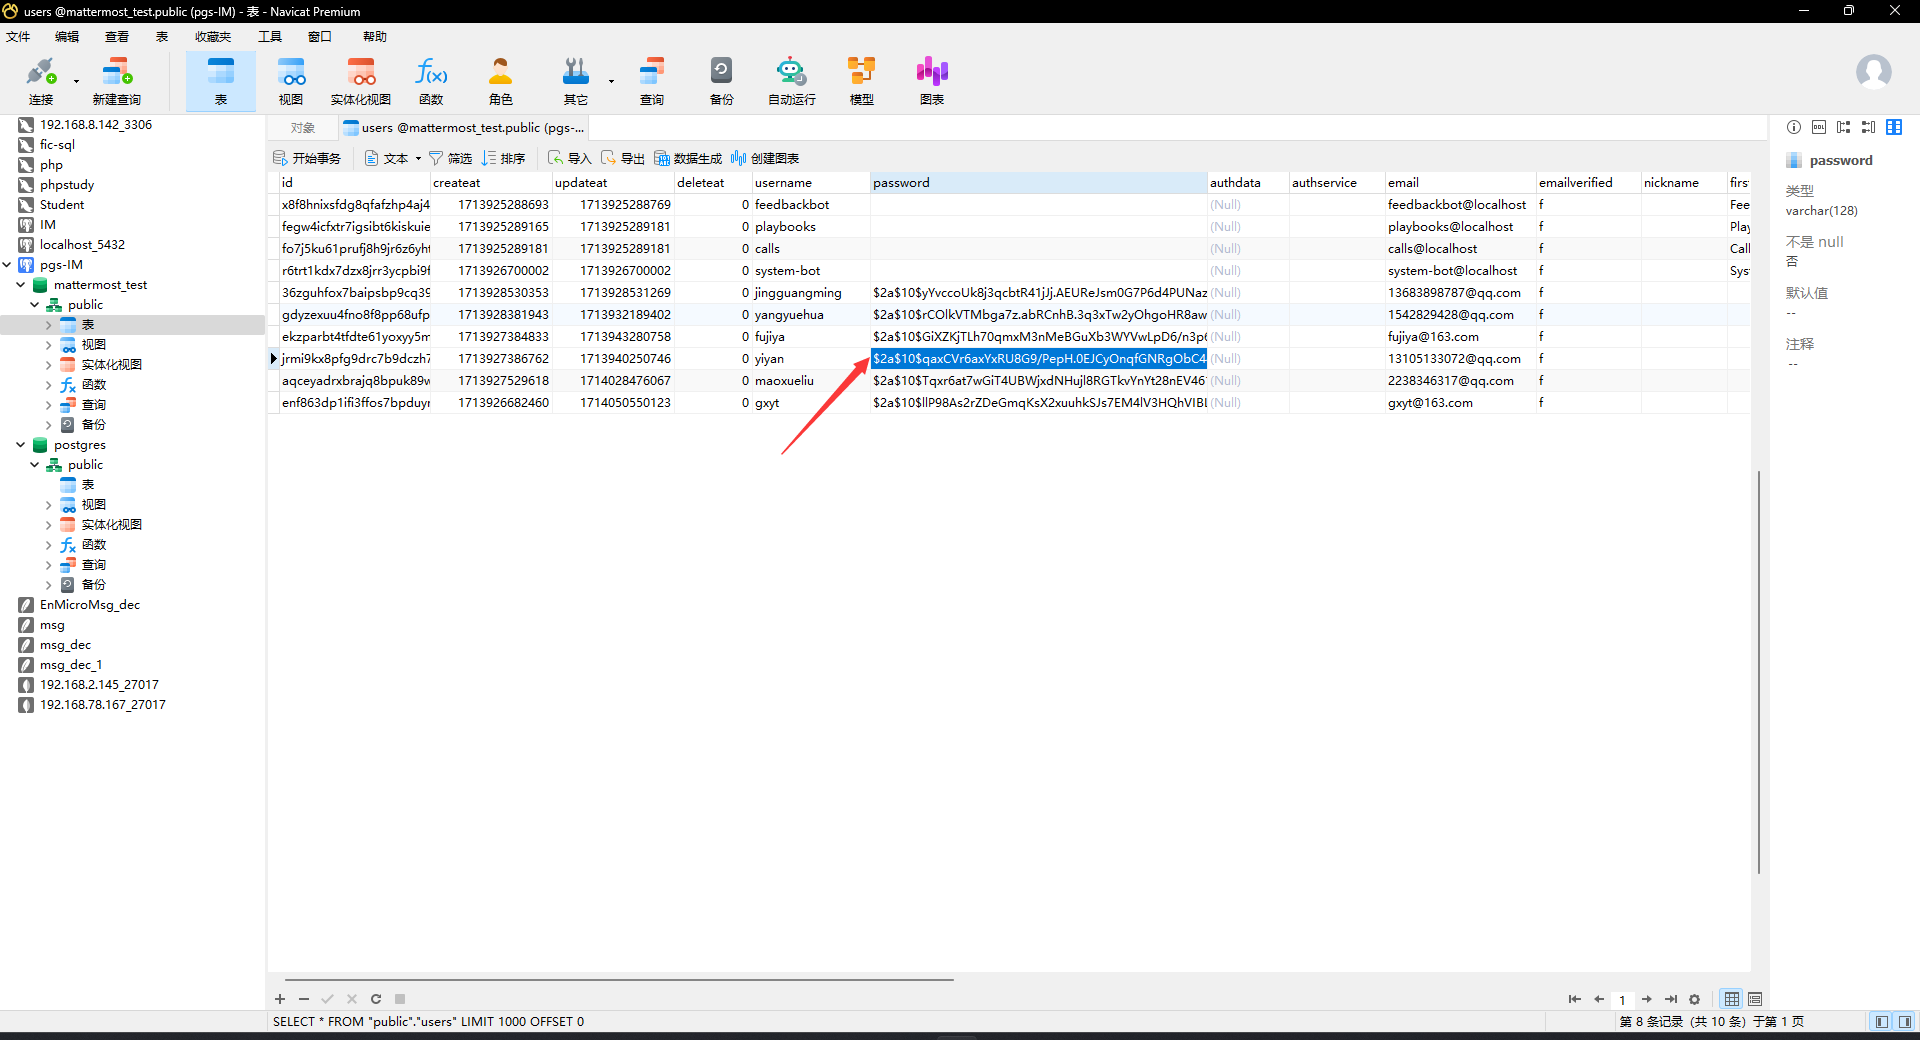 users @mattermost_test.public (pgs-IM) - 表 - Navicat Premium
文件 编辑 查看 表 收藏夹 工具 窗口 帮助
连接 新建查询 表 视图 实体化视图 函数 角色 其它 查询 备份 自动运行 模型 图表
192.168.8.142_3306
fic-sql
php
phpstudy
Student
IM
localhost_5432
pgs-IM
mattermost_test
public
表
视图
实体化视图
函数
查询
备份
postgres
public
表
视图
实体化视图
函数
查询
备份
EnMicroMsg_dec
msg
msg_dec
msg_dec_1
192.168.2.145_27017
192.168.78.167_27017
对象 users @mattermost_test.public (pgs-...
开始事务 文本 筛选 排序 导入 导出 数据生成 创建图表
id createat updateat deleteat username password authdata authservice email emailverified nickname firs
x8f8hnixsfdg8qfafzhp4aj4 1713925288693 1713925288769 0 feedbackbot (Null) feedbackbot@localhost f Fee
fegw4icfxtr7igsibt6kiskuie 1713925289165 1713925289181 0 playbooks (Null) playbooks@localhost f Play
fo7j5ku61prufj8h9jr6z6yht 1713925289181 1713925289181 0 calls (Null) calls@localhost f Call
r6trt1kdx7dzx8jrr3ycpbi9f 1713926700002 1713926700002 0 system-bot (Null) system-bot@localhost f Sys
36zguhfox7baipsbp9cq39 1713928530353 1713928531269 0 jingguangming $2a$10$yYvccoUk8j3qcbtR41jJj.AEUReJsm0G7P6d4PUNaz (Null) 13683898787@qq.com f
gdyzexuu4fno8f8pp68ufp 1713928381943 1713932189402 0 yangyuehua $2a$10$rCOlkVTMbga7z.abRCnhB.3q3xTw2yOhgoHR8aw (Null) 1542829428@qq.com f
ekzparbt4tfdte61yoxyy5m 1713927384833 1713943280758 0 fujiya $2a$10$GiXZKjTLh70qmxM3nMeBGuXb3WYVwLpD6/n3p6 (Null) fujiya@163.com f
jrmi9kx8pfg9drc7b9dczh7 1713927386762 1713940250746 0 yiyan $2a$10$qaxCVr6axYxRU8G9/PepH.0EJCyOnqfGNRgObC4 (Null) 13105133072@qq.com f
aqceyadrxbrajq8bpuk89w 1713927529618 1714028476067 0 maoxueliu $2a$10$Tqxr6at7wGiT4UBWjxdNHujl8RGTkvYnYt28nEV46 (Null) 2238346317@qq.com f
enf863dp1ifi3ffos7bpduyr 1713926682460 1714050550123 0 gxyt $2a$10$llP98As2rZDeGmqKsX2xuuhkSJs7EM4lV3HQhVIBl (Null) gxyt@163.com f
password
类型
varchar(128)
不是 null
否
默认值
--
注释
--
1
SELECT * FROM "public"."users" LIMIT 1000 OFFSET 0
第 8 条记录 (共 10 条) 于第 1 页